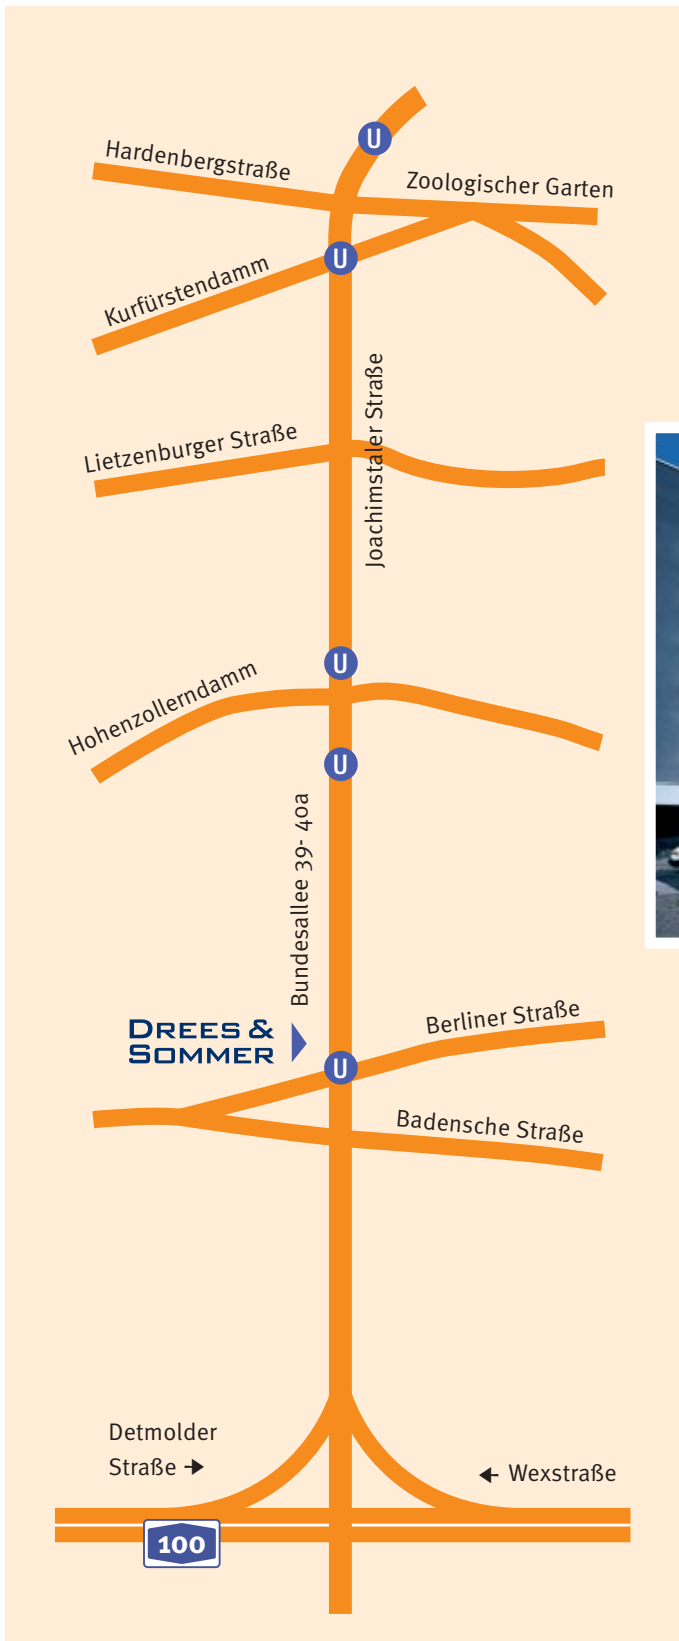 U
Hardenbergstraße
Zoologischer Garten
U
Kurfürstendamm
Joachimstaler Straße
Lietzenburger Straße
U
Hohenzollerndamm
U
Bundesallee 39- 40a
DREES &
SOMMER
Berliner Straße
U
Badensche Straße
Detmolder
Straße →
← Wexstraße
100